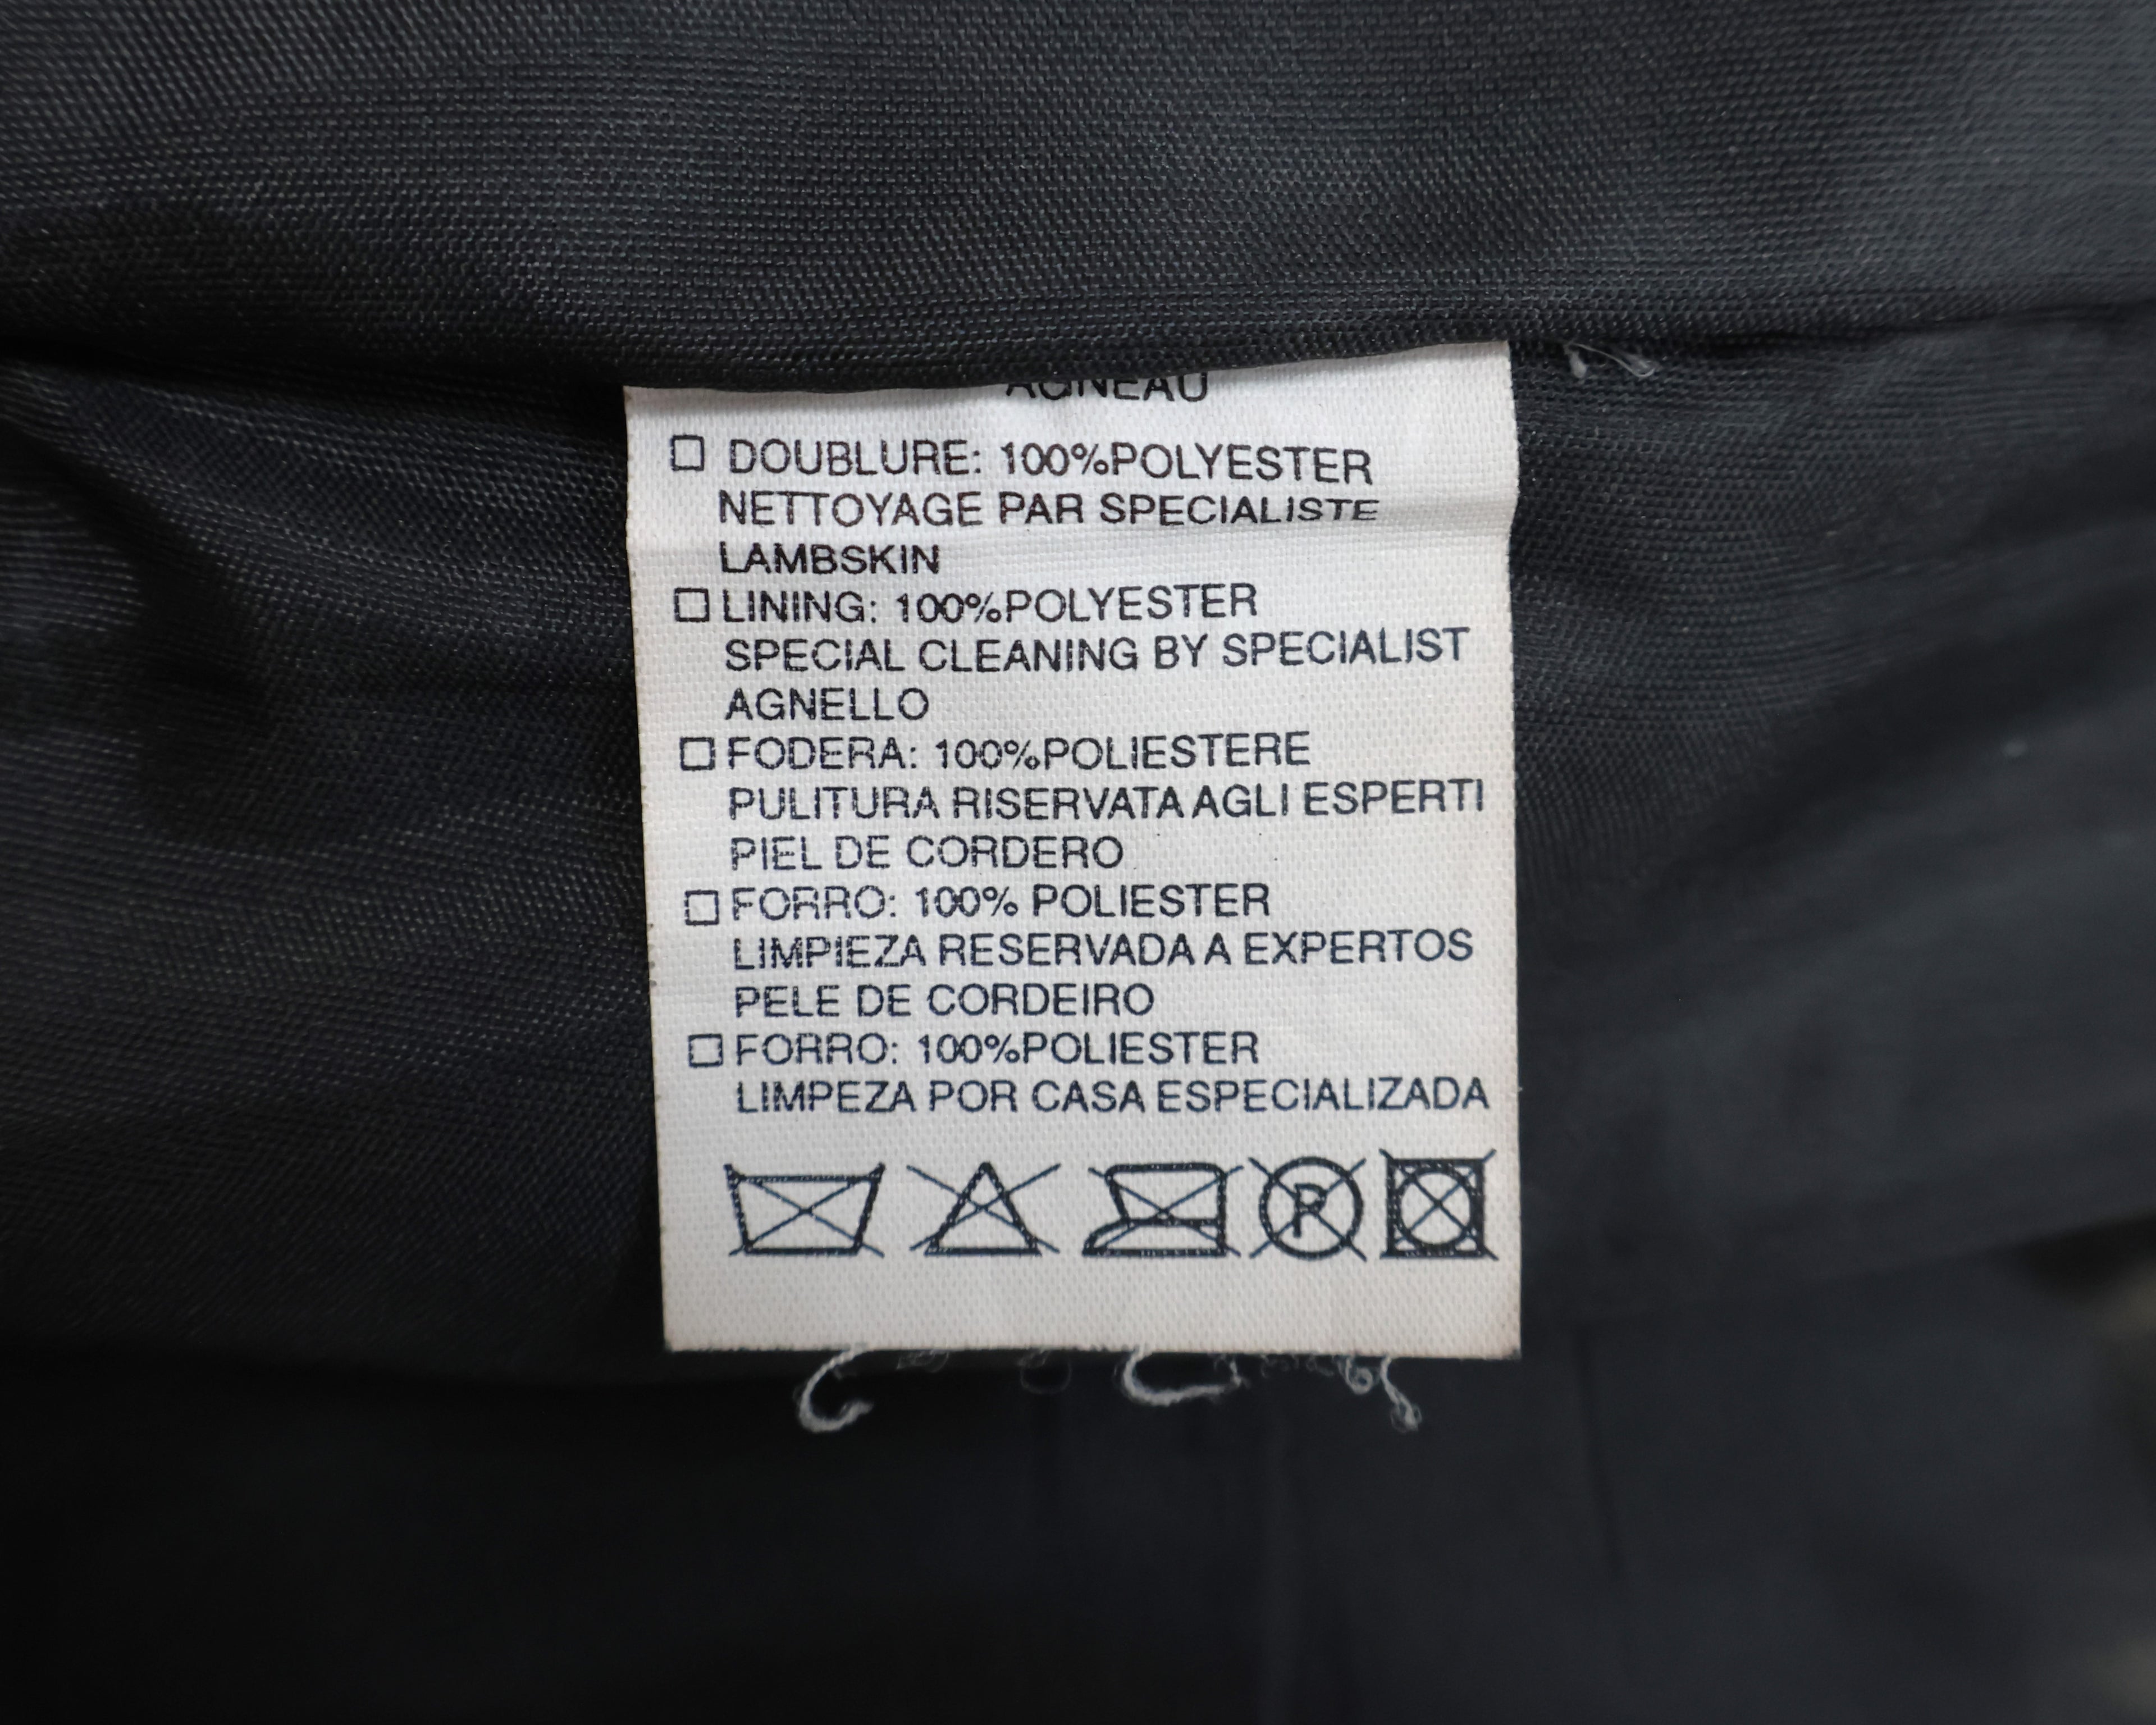 AGNEAU
☐ DOUBLURE: 100%POLYESTER
NETTOYAGE PAR SPECIALISTE
LAMBSKIN
☐ LINING: 100%POLYESTER
SPECIAL CLEANING BY SPECIALIST
AGNELLO
☐ FODERA: 100%POLIESTERE
PULITURA RISERVATA AGLI ESPERTI
PIEL DE CORDERO
☐ FORRO: 100% POLIESTER
LIMPIEZA RESERVADA A EXPERTOS
PELE DE CORDEIRO
☐ FORRO: 100%POLIESTER
LIMPEZA POR CASA ESPECIALIZADA
P